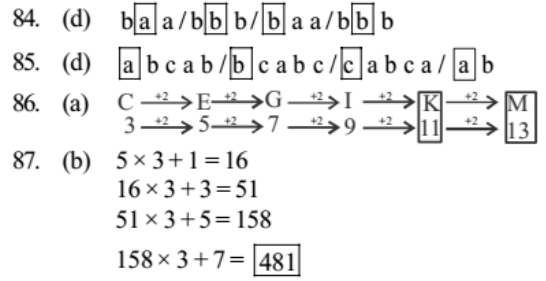 84. (d) b a a / b b b / b a a / b b b
85. (d) a b c a b / b c a b c / c a b c a / a b
86. (a) C +2→ E +2→ G +2→ I +2→ K +2→ M
3 +2→ 5 +2→ 7 +2→ 9 +2→ 11 +2→ 13
87. (b) 5 × 3 + 1 = 16
16 × 3 + 3 = 51
51 × 3 + 5 = 158
158 × 3 + 7 = 481